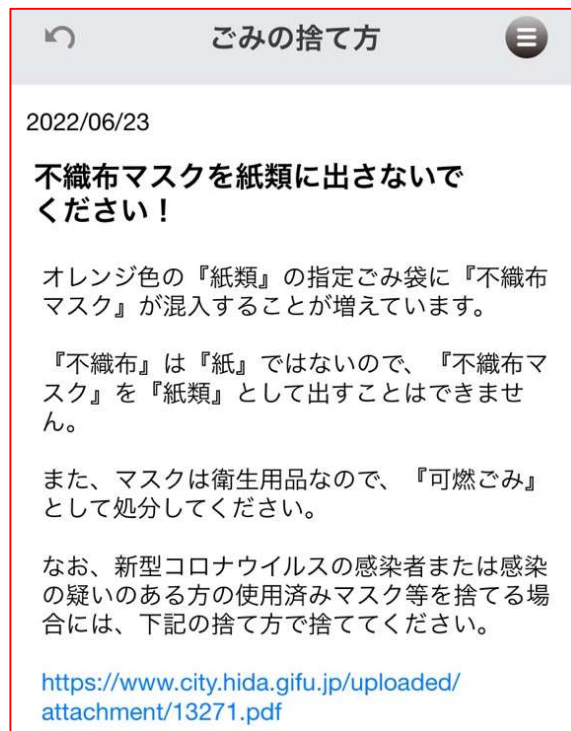 ごみの捨て方
2022/06/23
不織布マスクを紙類に出さないで
ください！
オレンジ色の『紙類』の指定ごみ袋に『不織布
マスク』が混入することが増えています。
『不織布』は『紙』ではないので、『不織布マ
スク』を『紙類』として出すことはできませ
ん。
また、マスクは衛生用品なので、『可燃ごみ』
として処分してください。
なお、新型コロナウイルスの感染者または感染
の疑いのある方の使用済みマスク等を捨てる場
合には、下記の捨て方で捨ててください。
https://www.city.hida.gifu.jp/uploaded/
attachment/13271.pdf